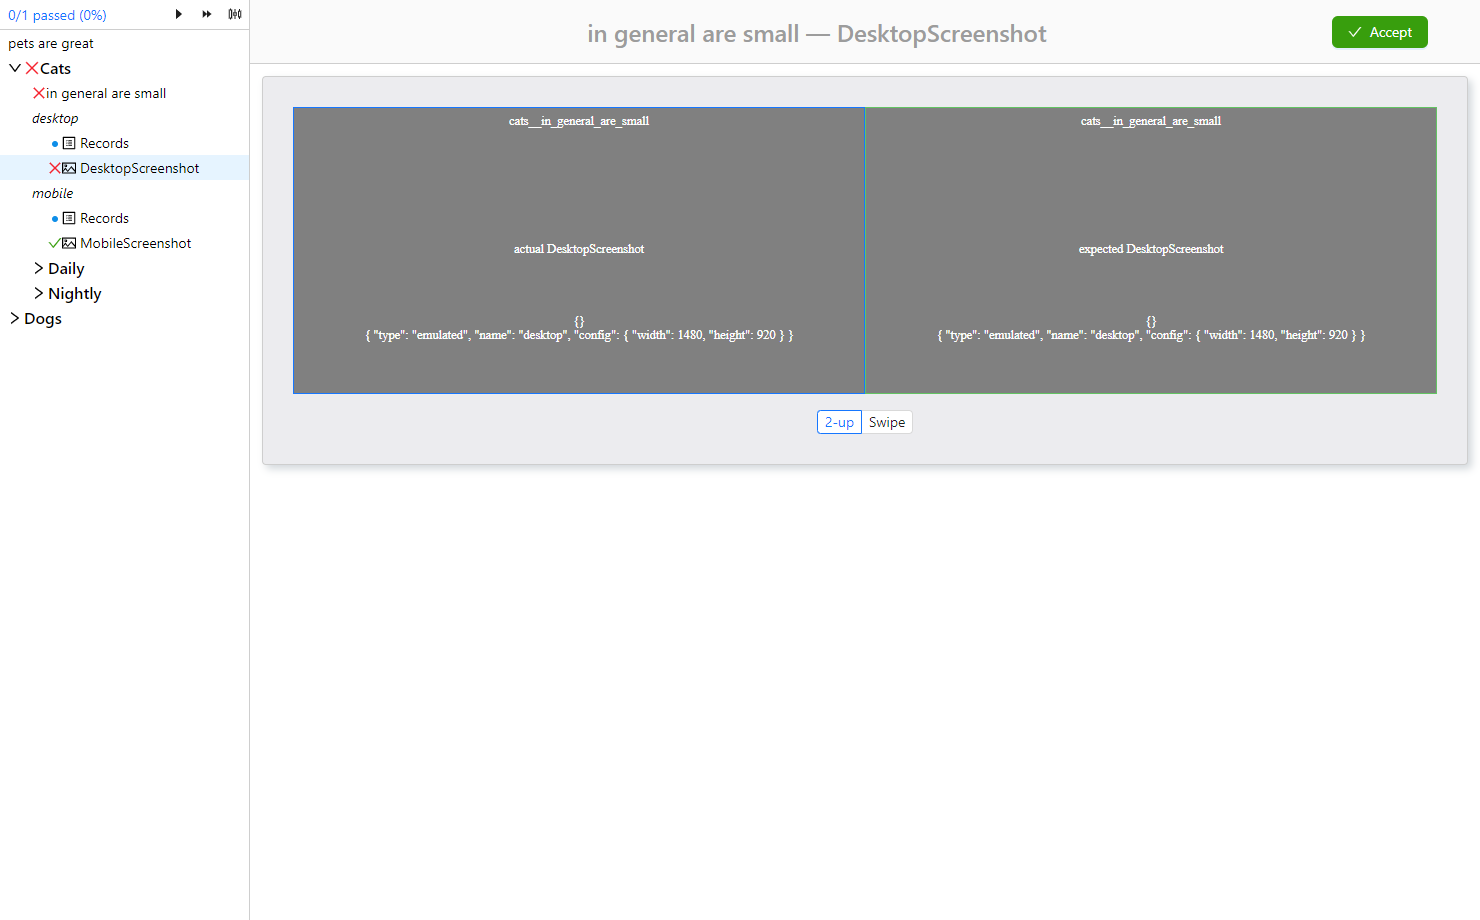 0/1 passed (0%)
pets are great
Cats
in general are small
desktop
Records
DesktopScreenshot
mobile
Records
MobileScreenshot
Daily
Nightly
Dogs
in general are small — DesktopScreenshot
Accept
cats__in_general_are_small
actual DesktopScreenshot
{}
{ "type": "emulated", "name": "desktop", "config": { "width": 1480, "height": 920 } }
cats__in_general_are_small
expected DesktopScreenshot
{}
{ "type": "emulated", "name": "desktop", "config": { "width": 1480, "height": 920 } }
2-up
Swipe